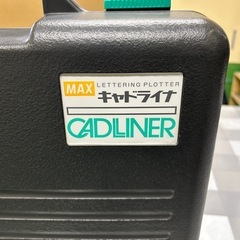 MAX LETTERING PLOTTER
キャドライナ
CADLINER